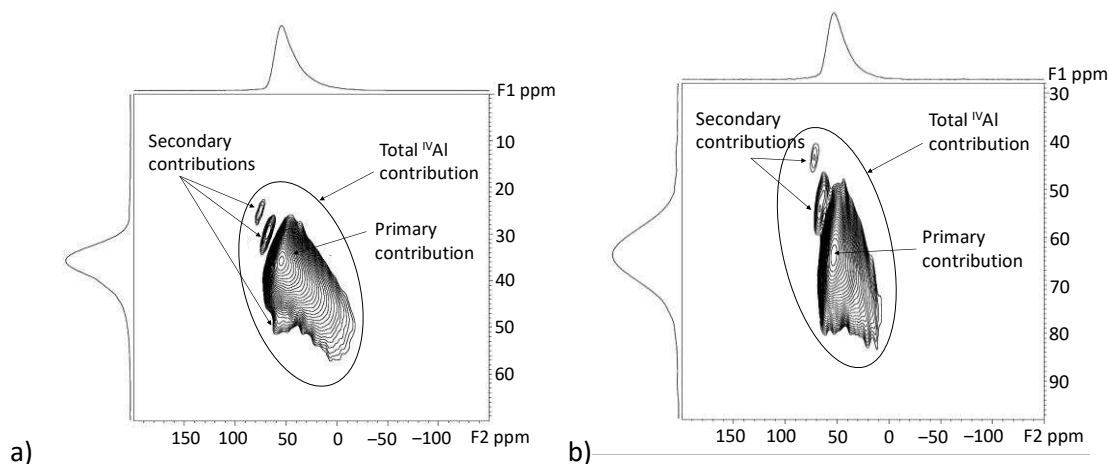 F1 ppm
10
20
30
40
50
60
Secondary
contributions
Total ᴵⱽAl
contribution
Primary
contribution
150 100 50 0 –50 –100 F2 ppm
a)
F1 ppm
30
40
50
60
70
80
90
Secondary
contributions
Total ᴵⱽAl
contribution
Primary
contribution
150 100 50 0 –50 –100 F2 ppm
b)